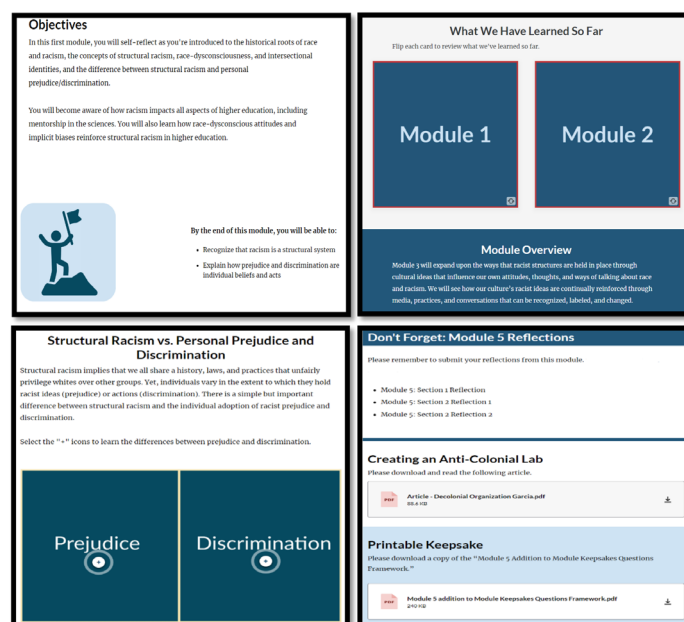 Objectives
In this first module, you will self-reflect as you're introduced to the historical roots of race
and racism, the concepts of structural racism, race-dysconsciousness, and intersectional
identities, and the difference between structural racism and personal
prejudice/discrimination.
You will become aware of how racism impacts all aspects of higher education, including
mentorship in the sciences. You will also learn how race-dysconscious attitudes and
implicit biases reinforce structural racism in higher education.
By the end of this module, you will be able to:
• Recognize that racism is a structural system
• Explain how prejudice and discrimination are
individual beliefs and acts
What We Have Learned So Far
Flip each card to review what we've learned so far.
Module 1
Module 2
Module Overview
Module 3 will expand upon the ways that racist structures are held in place through
cultural ideas that influence our own attitudes, thoughts, and ways of talking about race
and racism. We will see how our culture's racist ideas are continually reinforced through
media, practices, and conversations that can be recognized, labeled, and changed.
Structural Racism vs. Personal Prejudice and
Discrimination
Structural racism implies that we all share a history, laws, and practices that unfairly
privilege whites over other groups. Yet, individuals vary in the extent to which they hold
racist ideas (prejudice) or actions (discrimination). There is a simple but important
difference between structural racism and the individual adoption of racist prejudice and
discrimination.
Select the "+" icons to learn the differences between prejudice and discrimination.
Prejudice
Discrimination
Don't Forget: Module 5 Reflections
Please remember to submit your reflections from this module.
• Module 5: Section 1 Reflection
• Module 5: Section 2 Reflection 1
• Module 5: Section 2 Reflection 2
Creating an Anti-Colonial Lab
Please download and read the following article.
PDF
Article - Decolonial Organization Garcia.pdf
88.6 KB
Printable Keepsake
Please download a copy of the "Module 5 Addition to Module Keepsakes Questions
Framework."
PDF
Module 5 addition to Module Keepsakes Questions Framework.pdf
240 KB